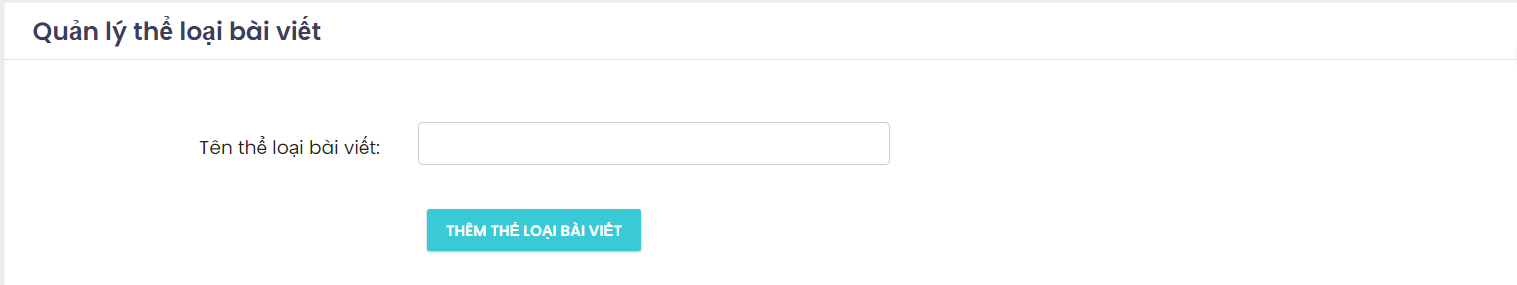 Quản lý thể loại bài viết
Tên thể loại bài viết:
THÊM THỂ LOẠI BÀI VIẾT